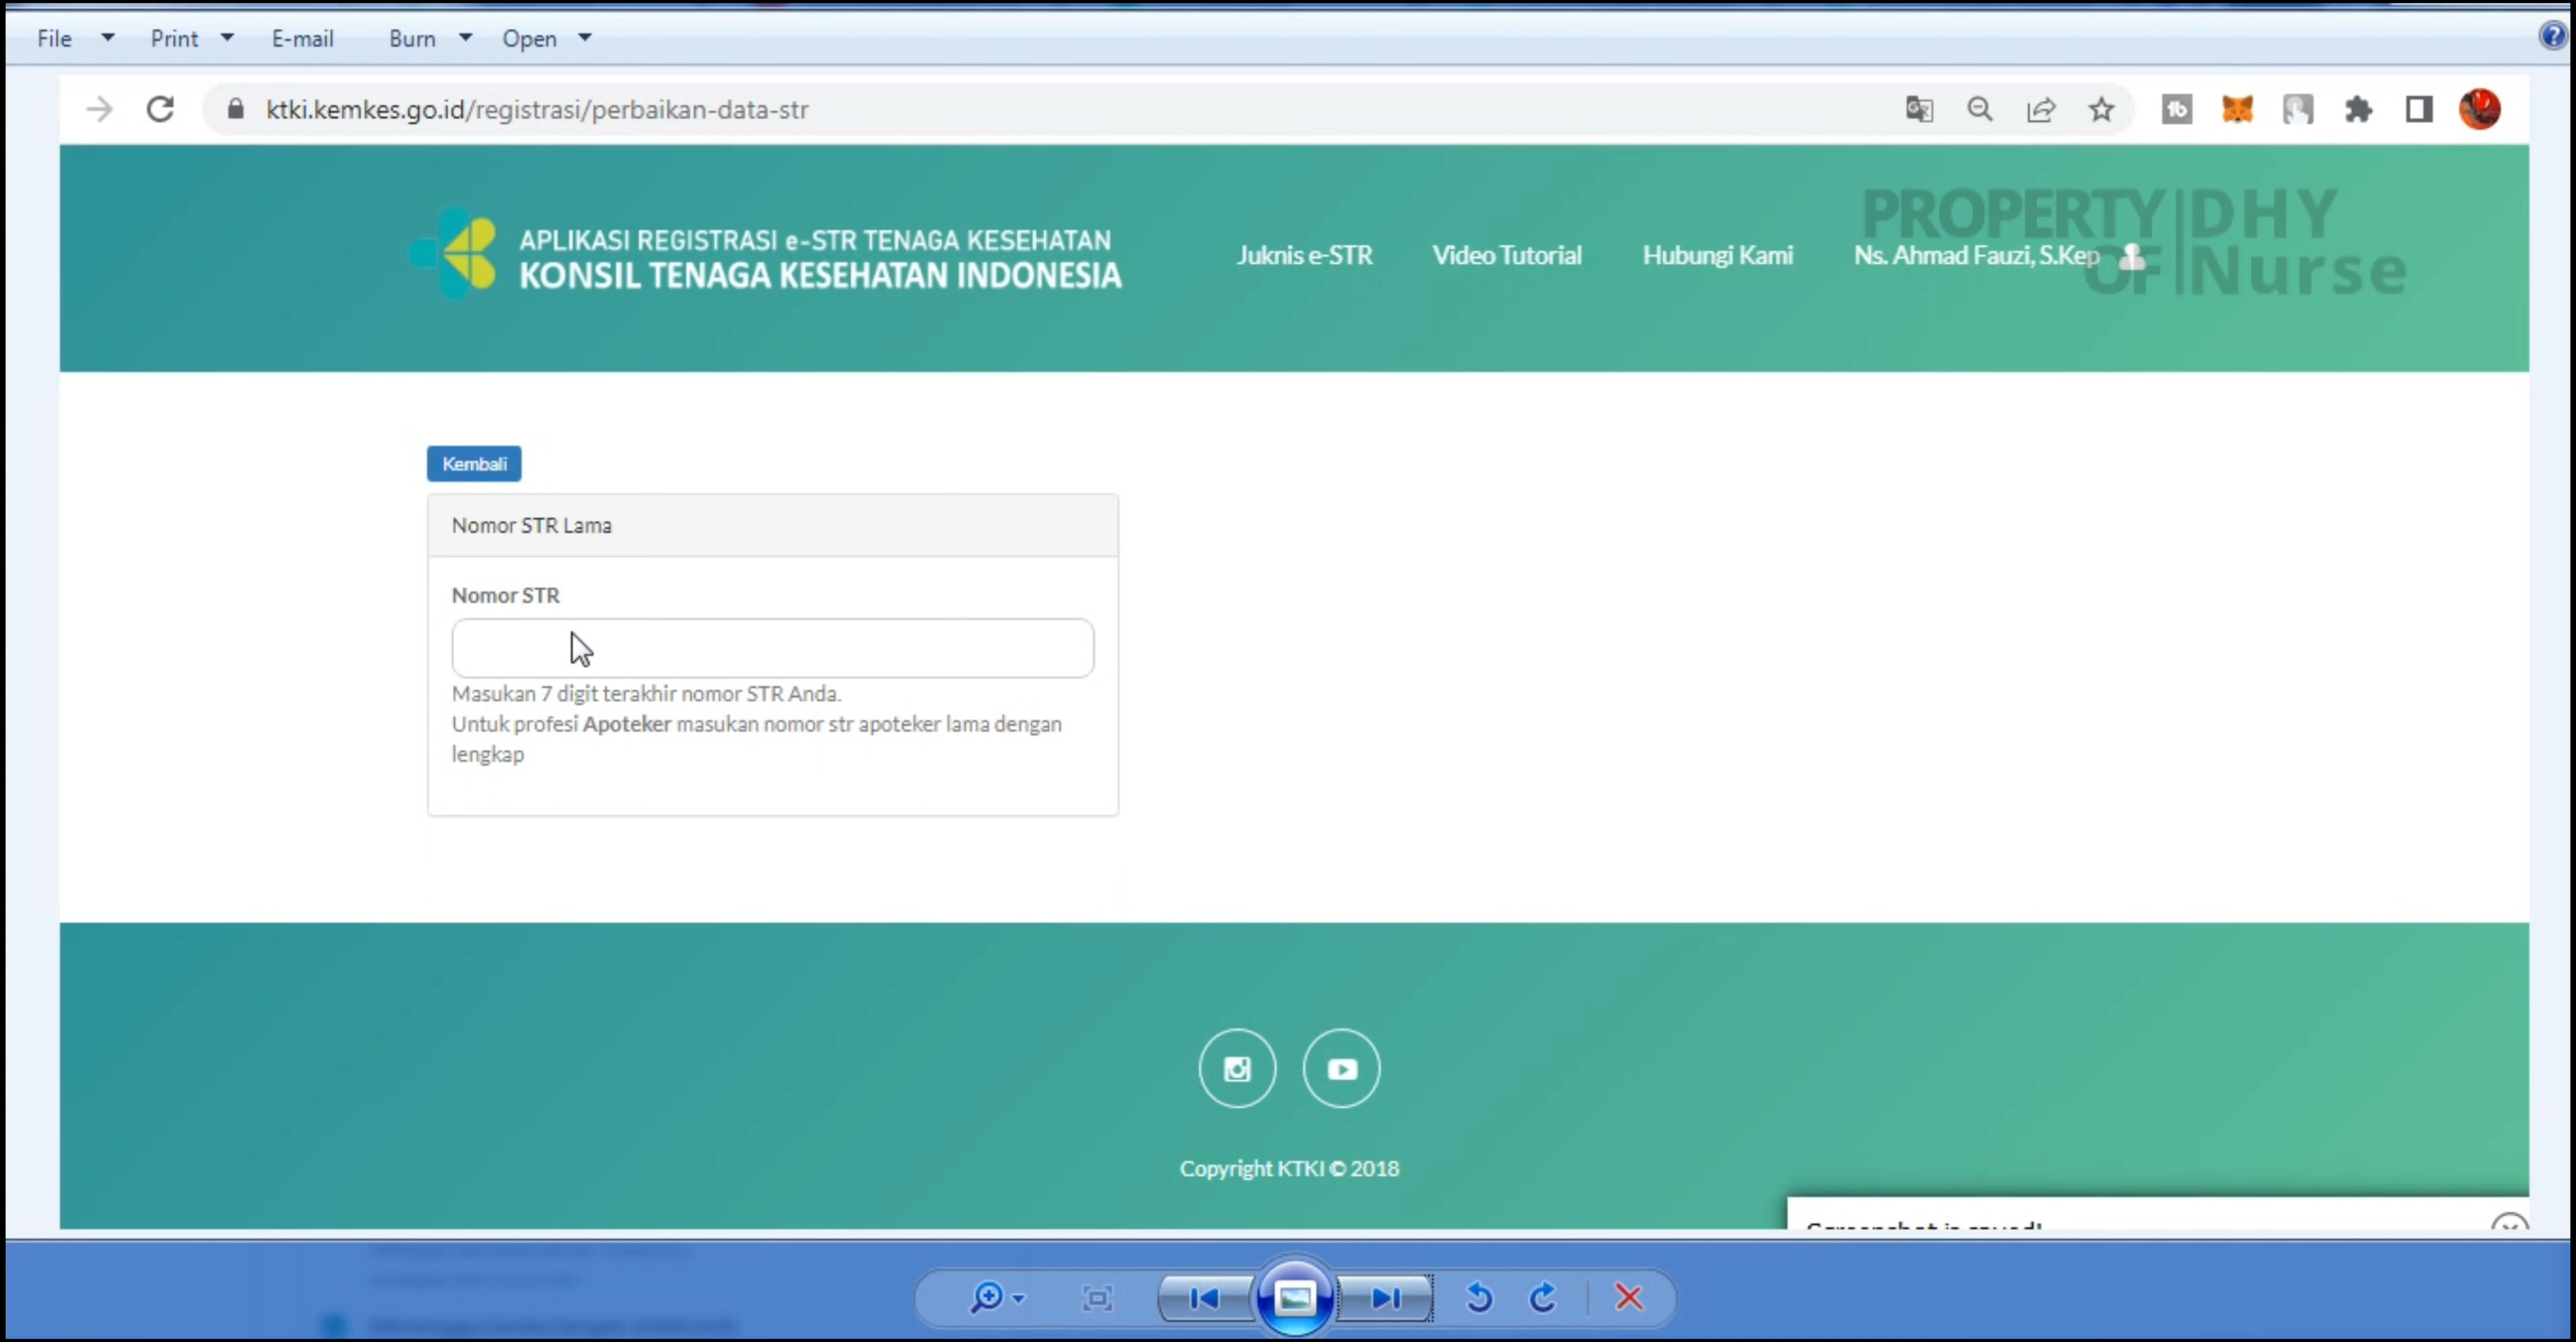 File Print E-mail Burn Open
ktki.kemkes.go.id/registrasi/perbaikan-data-str
PROPERTY OF
DHY Nurse
APLIKASI REGISTRASI e-STR TENAGA KESEHATAN
KONSIL TENAGA KESEHATAN INDONESIA
Juknis e-STR Video Tutorial Hubungi Kami Ns. Ahmad Fauzi, S.Kep
Kembali
Nomor STR Lama
Nomor STR
Masukan 7 digit terakhir nomor STR Anda.
Untuk profesi Apoteker masukan nomor str apoteker lama dengan
lengkap
Copyright KTKI © 2018
Screenshot is saved!